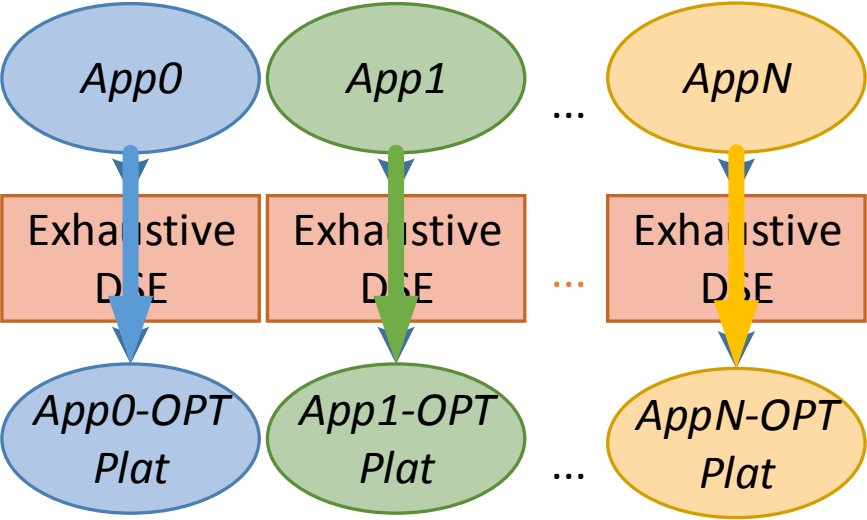 App0 App1 ... AppN
Exhaustive DSE Exhaustive DSE ... Exhaustive DSE
App0-OPT Plat App1-OPT Plat ... AppN-OPT Plat